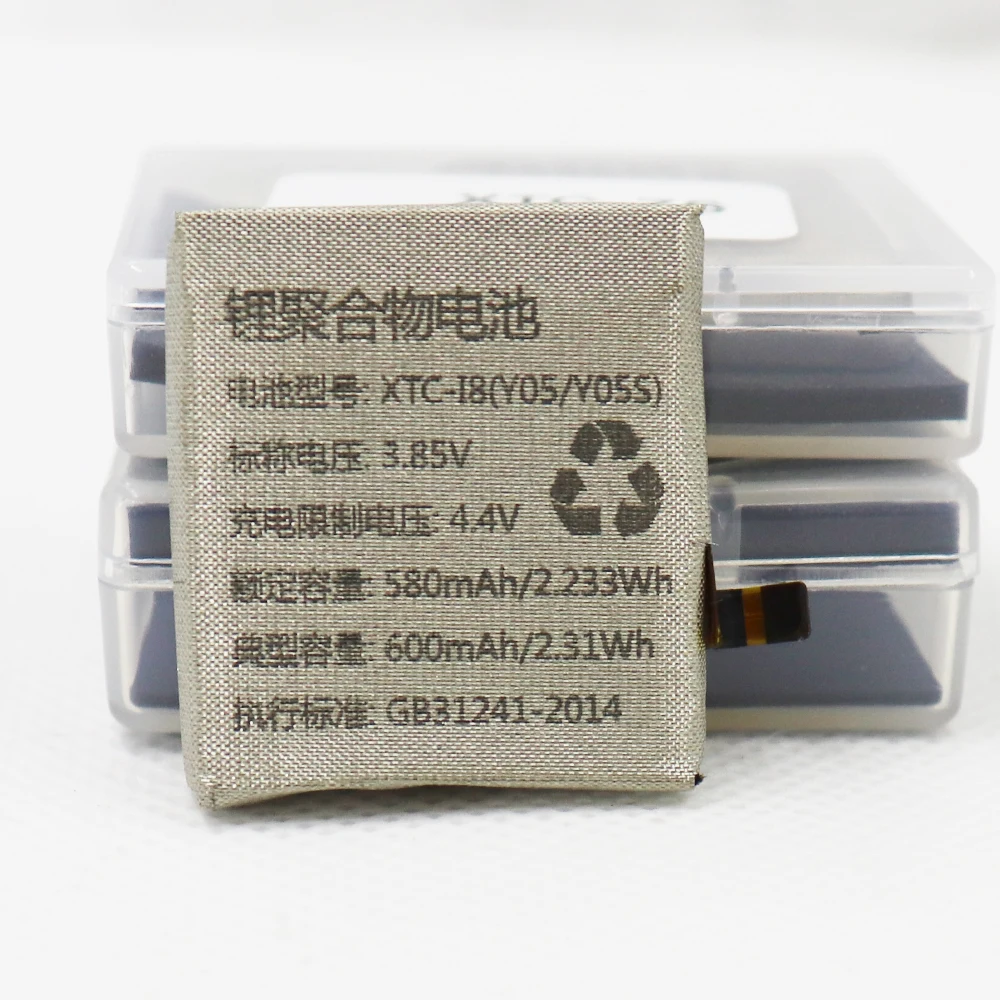 锂聚合物电池
电池型号: XTC-I8(Y05/Y05S)
标称电压: 3.85V
充电限制电压: 4.4V
额定容量: 580mAh/2.233Wh
典型容量: 600mAh/2.31Wh
执行标准: GB31241-2014